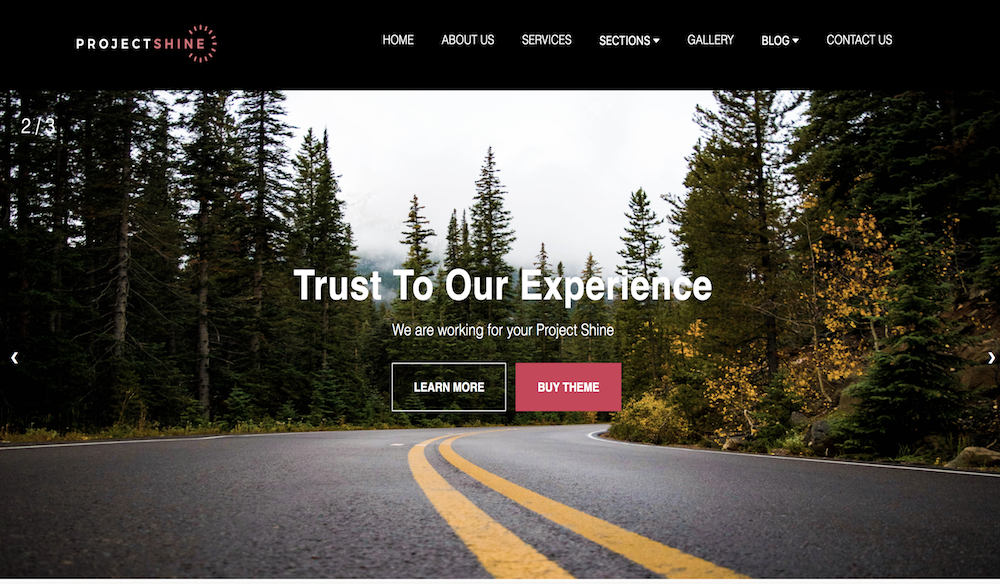 PROJECTSHINE
HOME ABOUT US SERVICES SECTIONS GALLERY BLOG CONTACT US
2 / 3
Trust To Our Experience
We are working for your Project Shine
❮ ❯
LEARN MORE BUY THEME